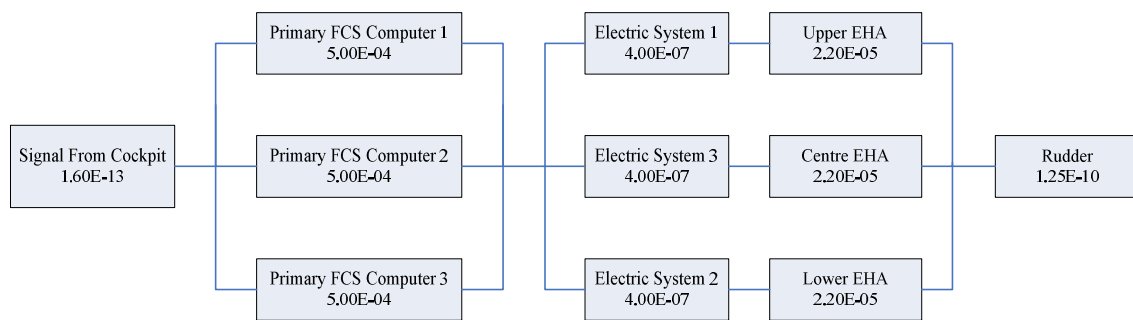 Signal From Cockpit
1.60E-13
Primary FCS Computer 1
5.00E-04
Primary FCS Computer 2
5.00E-04
Primary FCS Computer 3
5.00E-04
Electric System 1
4.00E-07
Electric System 3
4.00E-07
Electric System 2
4.00E-07
Upper EHA
2.20E-05
Centre EHA
2.20E-05
Lower EHA
2.20E-05
Rudder
1.25E-10